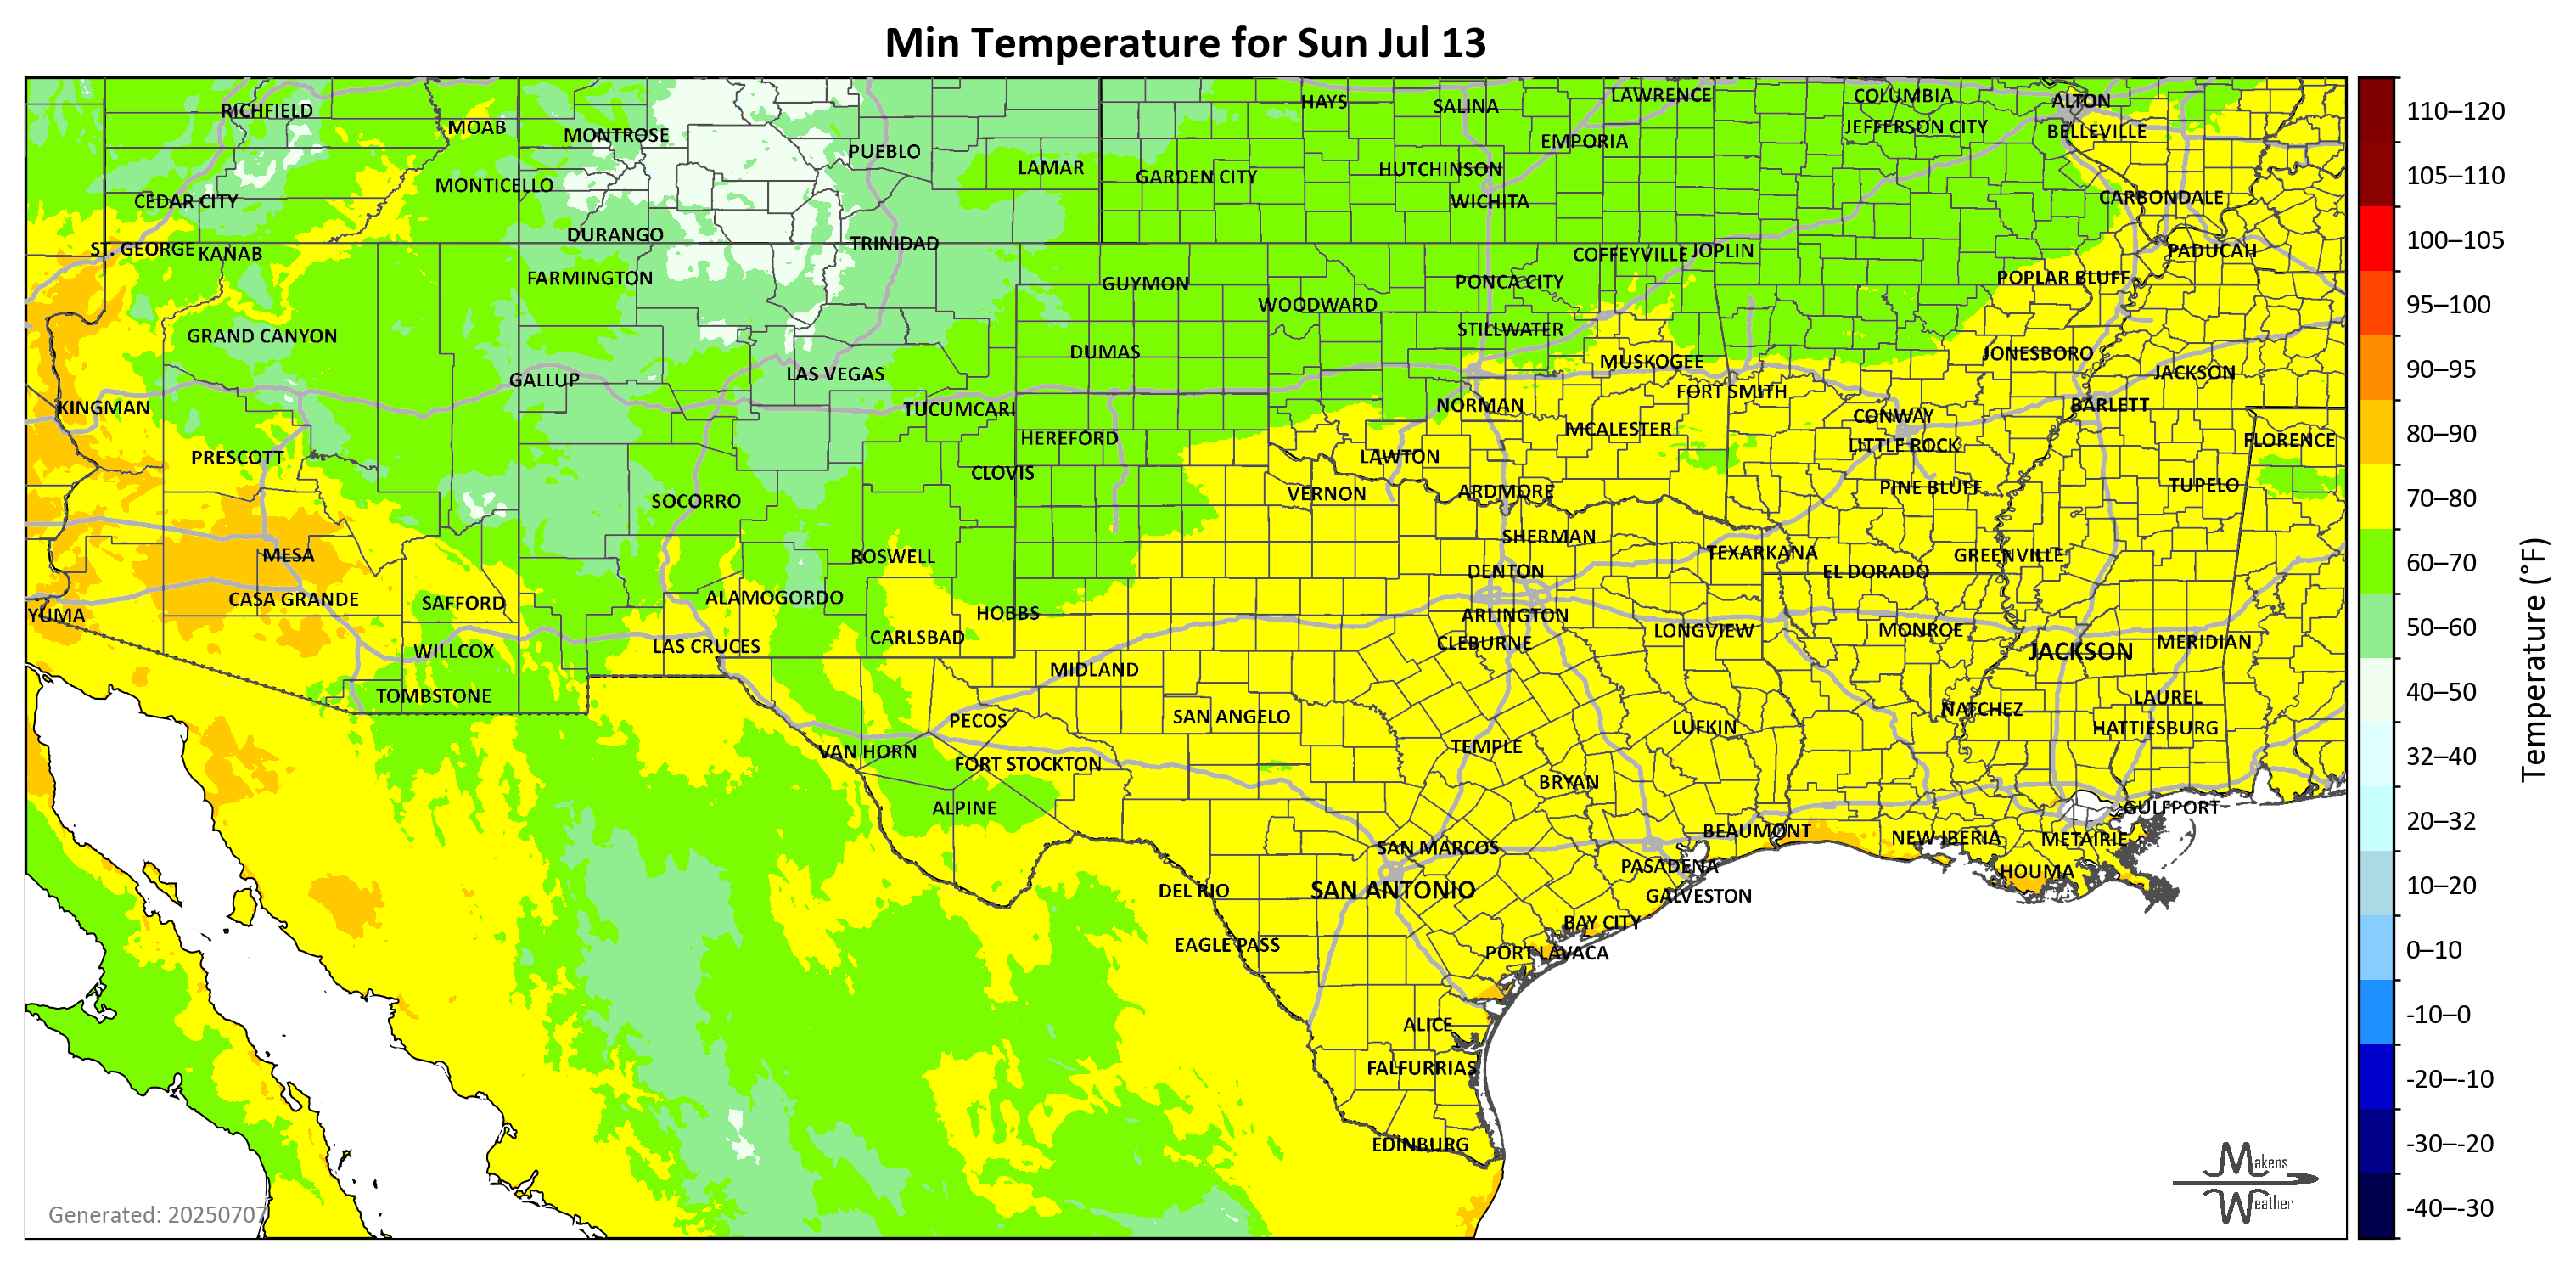 Min Temperature for Sun Jul 13
RICHFIELD
MOAB
MONTROSE
PUEBLO
LAMAR
HAYS
SALINA
LAWRENCE
COLUMBIA
ALTON
JEFFERSON CITY
BELLEVILLE
EMPORIA
HUTCHINSON
GARDEN CITY
MONTICELLO
CEDAR CITY
WICHITA
CARBONDALE
DURANGO
TRINIDAD
ST. GEORGE
KANAB
COFFEYVILLE
JOPLIN
PADUCAH
FARMINGTON
GUYMON
PONCA CITY
POPLAR BLUFF
WOODWARD
GRAND CANYON
STILLWATER
DUMAS
MUSKOGEE
JONESBORO
GALLUP
LAS VEGAS
JACKSON
FORT SMITH
KINGMAN
TUCUMCARI
NORMAN
CONWAY
BARLETT
HEREFORD
MCALESTER
LITTLE ROCK
FLORENCE
PRESCOTT
CLOVIS
LAWTON
SOCORRO
VERNON
ARDMORE
PINE BLUFF
TUPELO
SHERMAN
MESA
ROSWELL
TEXARKANA
GREENVILLE
DENTON
EL DORADO
CASA GRANDE
SAFFORD
ALAMOGORDO
HOBBS
ARLINGTON
YUMA
CARLSBAD
CLEBURNE
LONGVIEW
MONROE
MERIDIAN
WILLCOX
LAS CRUCES
JACKSON
MIDLAND
TOMBSTONE
LAUREL
PECOS
SAN ANGELO
NATCHEZ
LUFKIN
HATTIESBURG
VAN HORN
TEMPLE
FORT STOCKTON
BRYAN
ALPINE
GULFPORT
BEAUMONT
NEW IBERIA
METAIRIE
SAN MARCOS
PASADENA
HOUMA
DEL RIO
SAN ANTONIO
GALVESTON
BAY CITY
EAGLE PASS
PORT LAVACA
ALICE
FALFURRIAS
EDINBURG
Generated: 20250707
Makens
Weather
110–120
105–110
100–105
95–100
90–95
80–90
70–80
60–70
50–60
40–50
32–40
20–32
10–20
0–10
-10–0
-20–-10
-30–-20
-40–-30
Temperature (°F)